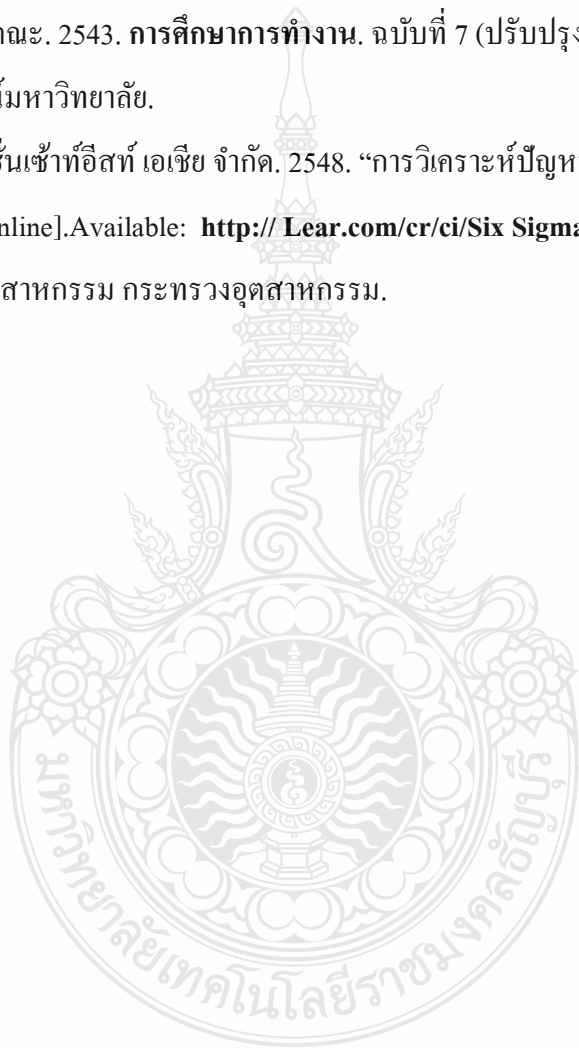 าณะ. 2543. การศึกษาการทำงาน. ฉบับที่ 7 (ปรับปรุง
์มหาวิทยาลัย.
ชั่นเซ้าท์อีสท์ เอเชีย จำกัด. 2548. “การวิเคราะห์ปัญหา
nline].Available: http:// Lear.com/cr/ci/Six Sigma
สาหกรรม กระทรวงอุตสาหกรรม.
มหาวิทยาลัยเทคโนโลยีราชมงคลธัญบุรี